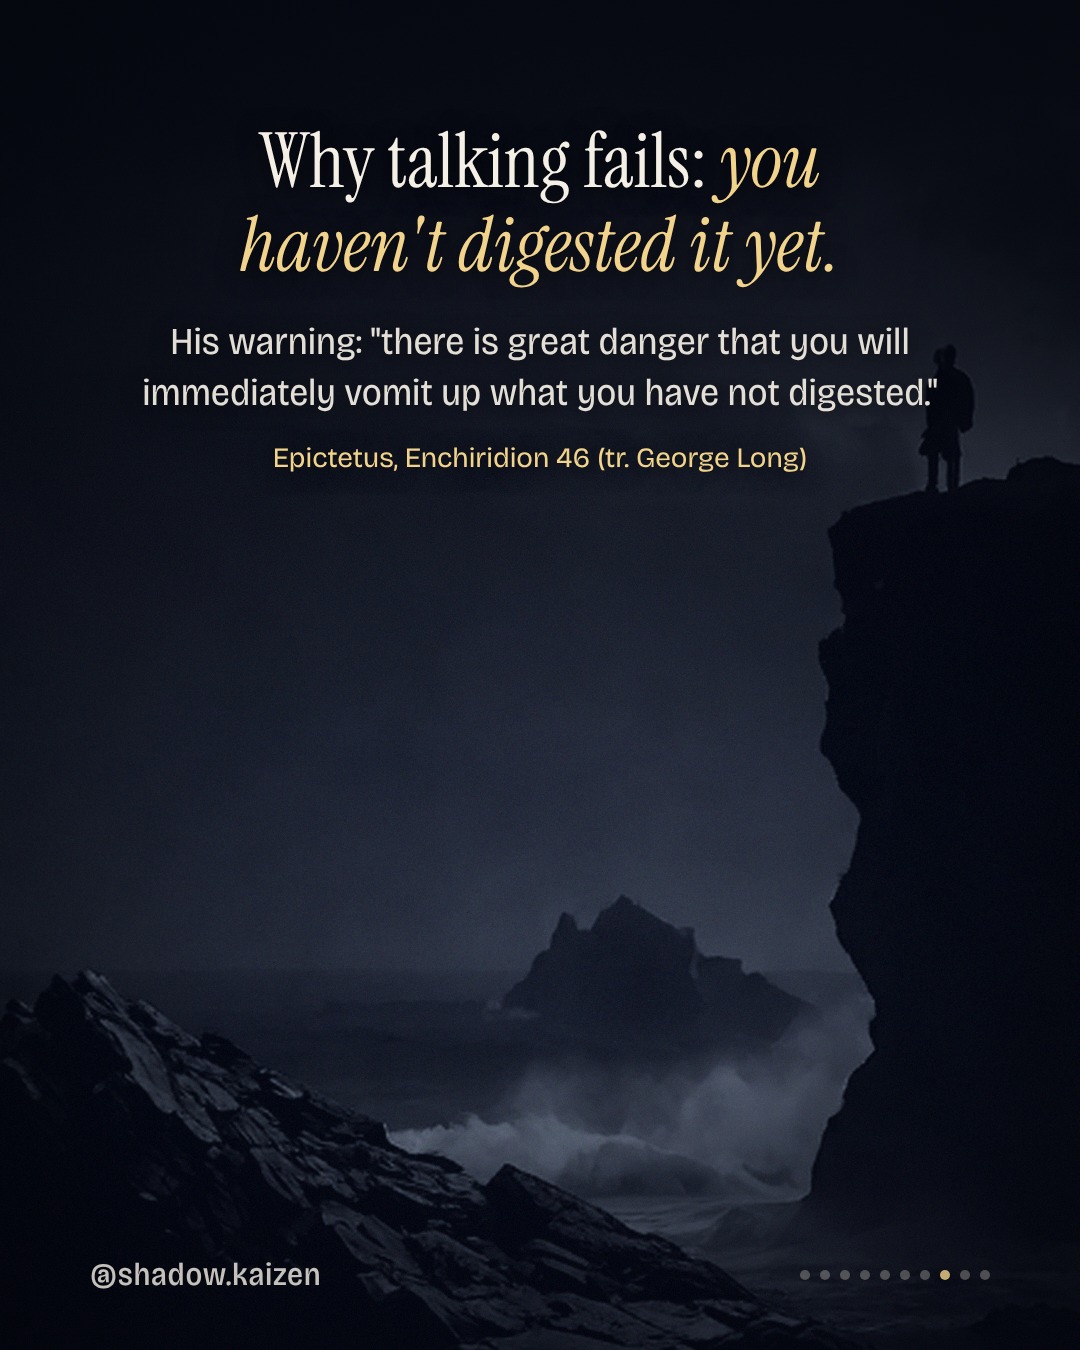 Why talking fails: you
haven't digested it yet.
His warning: "there is great danger that you will
immediately vomit up what you have not digested."
Epictetus, Enchiridion 46 (tr. George Long)
@shadow.kaizen